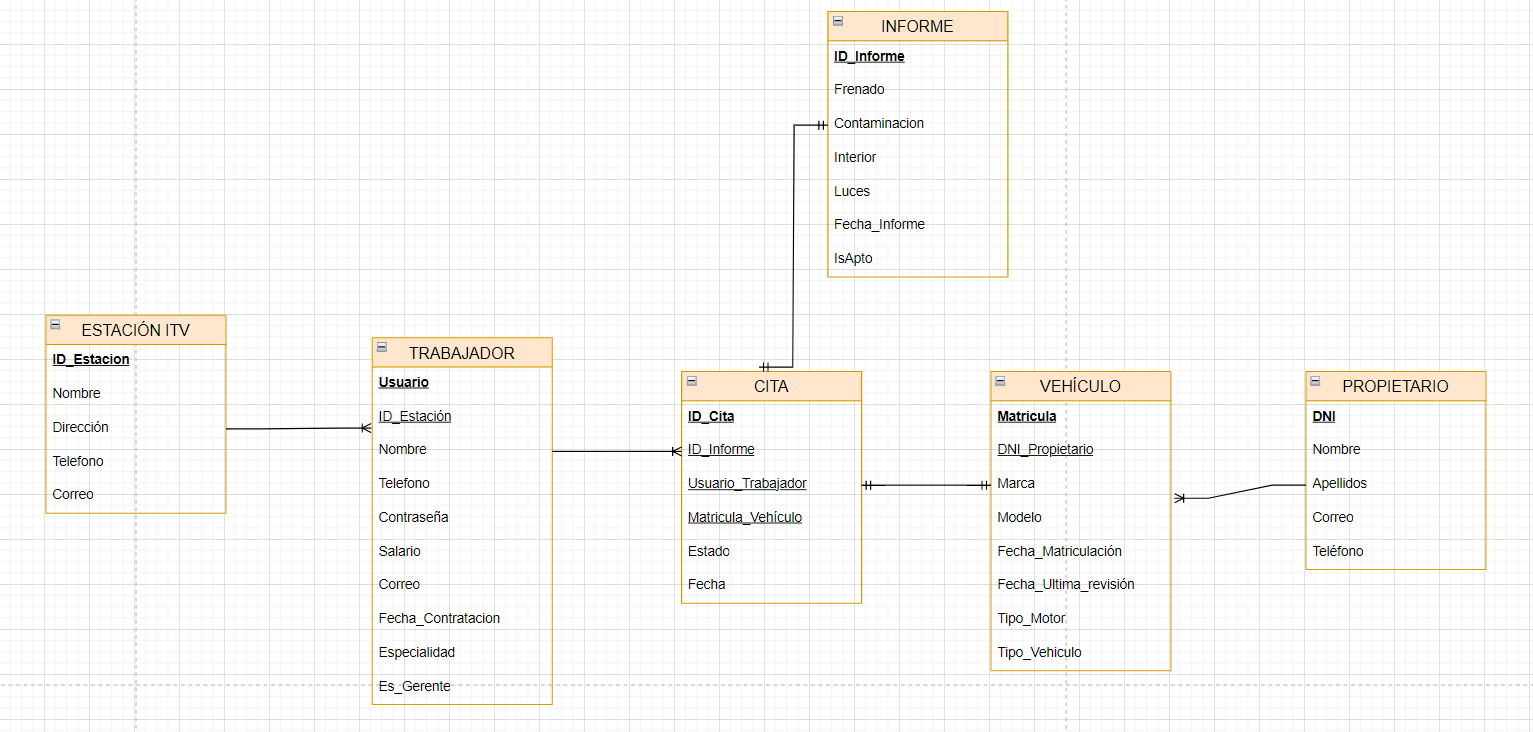 INFORME
ID_Informe
Frenado
Contaminacion
Interior
Luces
Fecha_Informe
IsApto
ESTACIÓN ITV
ID_Estacion
Nombre
Dirección
Telefono
Correo
TRABAJADOR
Usuario
ID_Estación
Nombre
Telefono
Contraseña
Salario
Correo
Fecha_Contratacion
Especialidad
Es_Gerente
CITA
ID_Cita
ID_Informe
Usuario_Trabajador
Matricula_Vehículo
Estado
Fecha
VEHÍCULO
Matricula
DNI_Propietario
Marca
Modelo
Fecha_Matriculación
Fecha_Ultima_revisión
Tipo_Motor
Tipo_Vehiculo
PROPIETARIO
DNI
Nombre
Apellidos
Correo
Teléfono